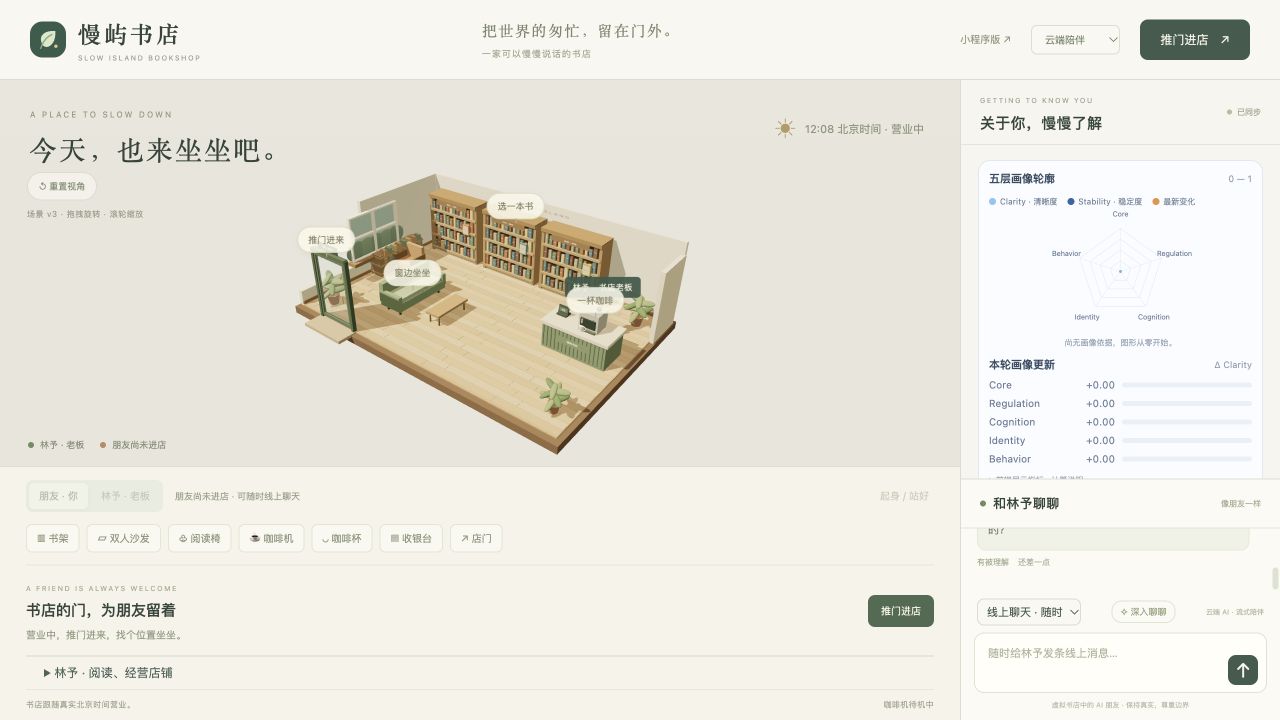 慢屿书店
SLOW ISLAND BOOKSHOP
把世界的匆忙，留在门外。
一家可以慢慢说话的书店
小程序版 ↗
云端陪伴
推门进店 ↗
A PLACE TO SLOW DOWN
今天，也来坐坐吧。
重置视角
场景 v3 · 拖拽旋转 · 滚轮缩放
12:08 北京时间 · 营业中
选一本书
推门进来
窗边坐坐
林予 · 书店老板
一杯咖啡
林予 · 老板
朋友尚未进店
朋友 · 你
林予 · 老板
朋友尚未进店 · 可随时线上聊天
起身 / 站好
书架
双人沙发
阅读椅
咖啡机
咖啡杯
收银台
店门
A FRIEND IS ALWAYS WELCOME
书店的门，为朋友留着
营业中，推门进来，找个位置坐坐。
推门进店
▶ 林予 · 阅读、经营店铺
书店跟随真实北京时间营业。
咖啡机待机中
GETTING TO KNOW YOU
关于你，慢慢了解
已同步
五层画像轮廓
0 — 1
Clarity · 清晰度
Stability · 稳定度
最新变化
Core
Behavior
Regulation
Identity
Cognition
尚无画像依据，图形从零开始。
本轮画像更新
Δ Clarity
Core +0.00
Regulation +0.00
Cognition +0.00
Identity +0.00
Behavior +0.00
和林予聊聊
像朋友一样
的？
有被理解 还差一点
线上聊天 · 随时
深入聊聊
云端 AI · 流式陪伴
随时给林予发条线上消息…
虚拟书店中的 AI 朋友 · 保持真实，尊重边界